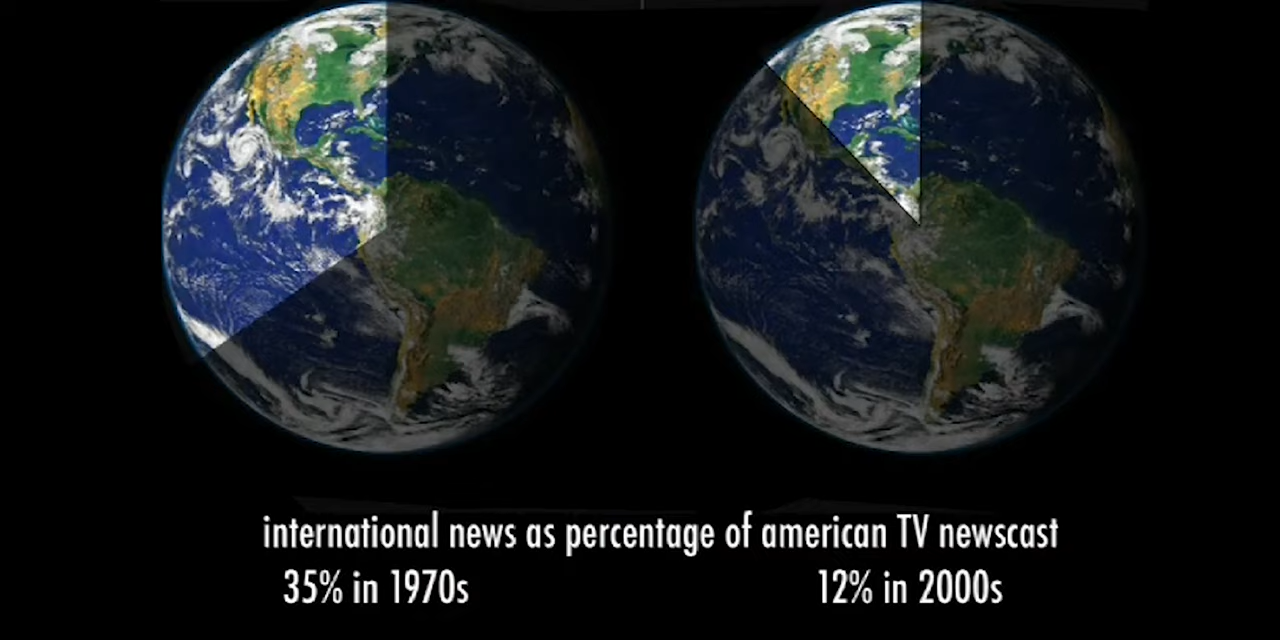 international news as percentage of american TV newscast
35% in 1970s
12% in 2000s